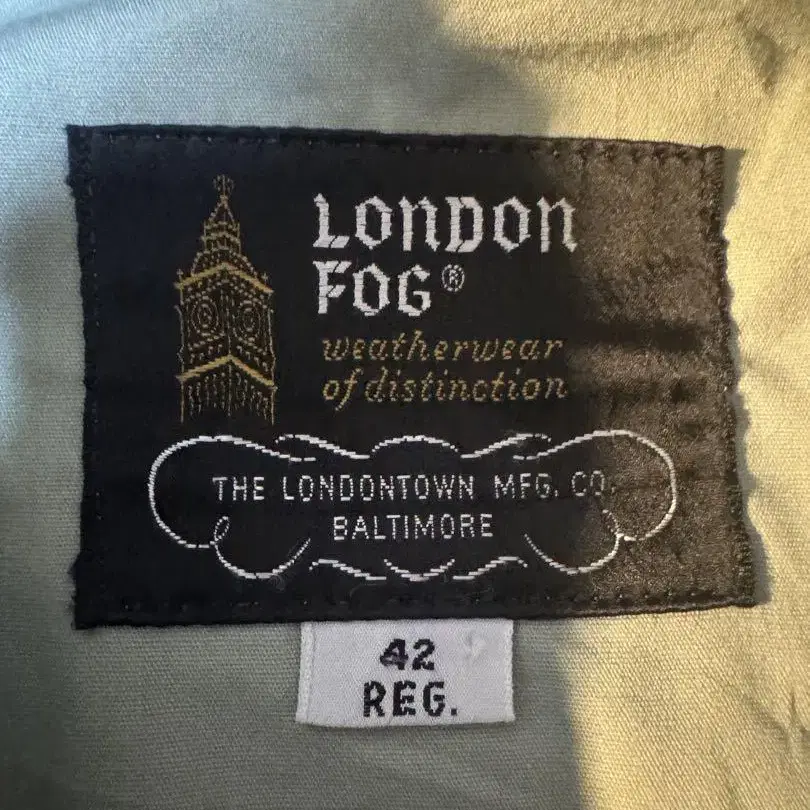 LONDON
FOG®
weatherwear
of distinction
THE LONDONTOWN MFG. CO.
BALTIMORE
42
REG.